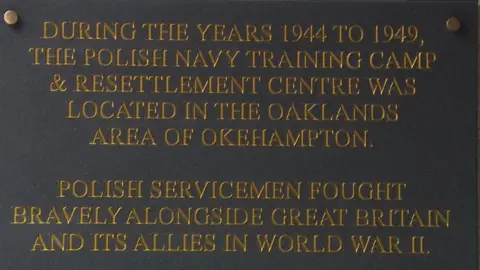 DURING THE YEARS 1944 TO 1949,
THE POLISH NAVY TRAINING CAMP
& RESETTLEMENT CENTRE WAS
LOCATED IN THE OAKLANDS
AREA OF OKEHAMPTON.
POLISH SERVICEMEN FOUGHT
BRAVELY ALONGSIDE GREAT BRITAIN
AND ITS ALLIES IN WORLD WAR II.